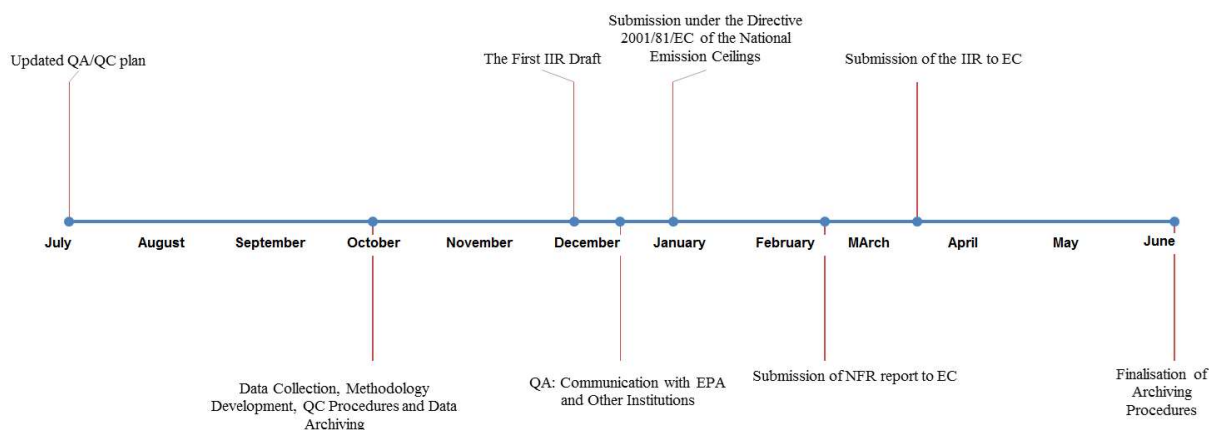 Submission under the Directive
2001/81/EC of the National
Emission Ceilings
Updated QA/QC plan
The First IIR Draft
Submission of the IIR to EC
July
August
September
October
November
December
January
February
MArch
April
May
June
Data Collection, Methodology
Development, QC Procedures and Data
Archiving
QA: Communication with EPA
and Other Institutions
Submission of NFR report to EC
Finalisation of
Archiving
Procedures